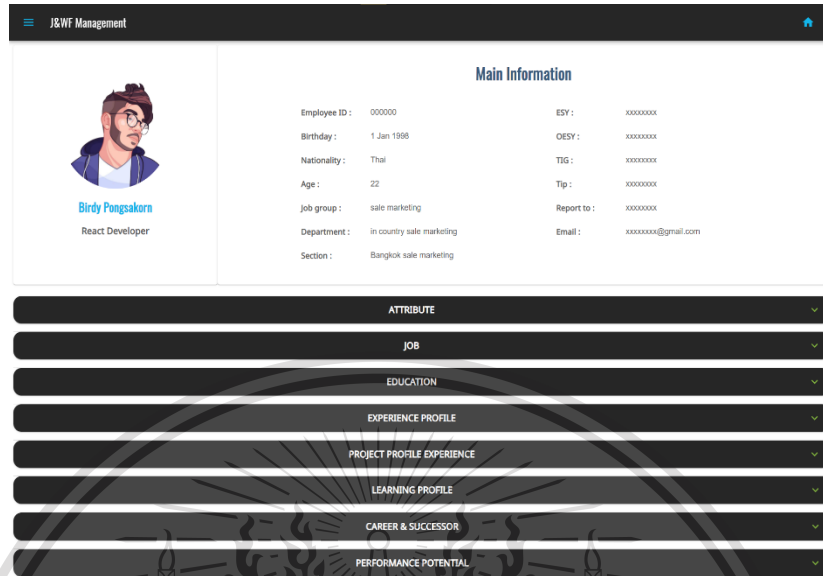 J&WF Management
Birdy Pongsakorn
React Developer
Main Information
Employee ID : 000000 ESY : xxxxxxxx
Birthday : 1 Jan 1998 OESY : xxxxxxxx
Nationality : Thai TIG : xxxxxxxx
Age : 22 Tip : xxxxxxxx
Job group : sale marketing Report to : xxxxxxxx
Department : in country sale marketing Email : xxxxxxxx@gmail.com
Section : Bangkok sale marketing
ATTRIBUTE
JOB
EDUCATION
EXPERIENCE PROFILE
PROJECT PROFILE EXPERIENCE
LEARNING PROFILE
CAREER & SUCCESSOR
PERFORMANCE POTENTIAL